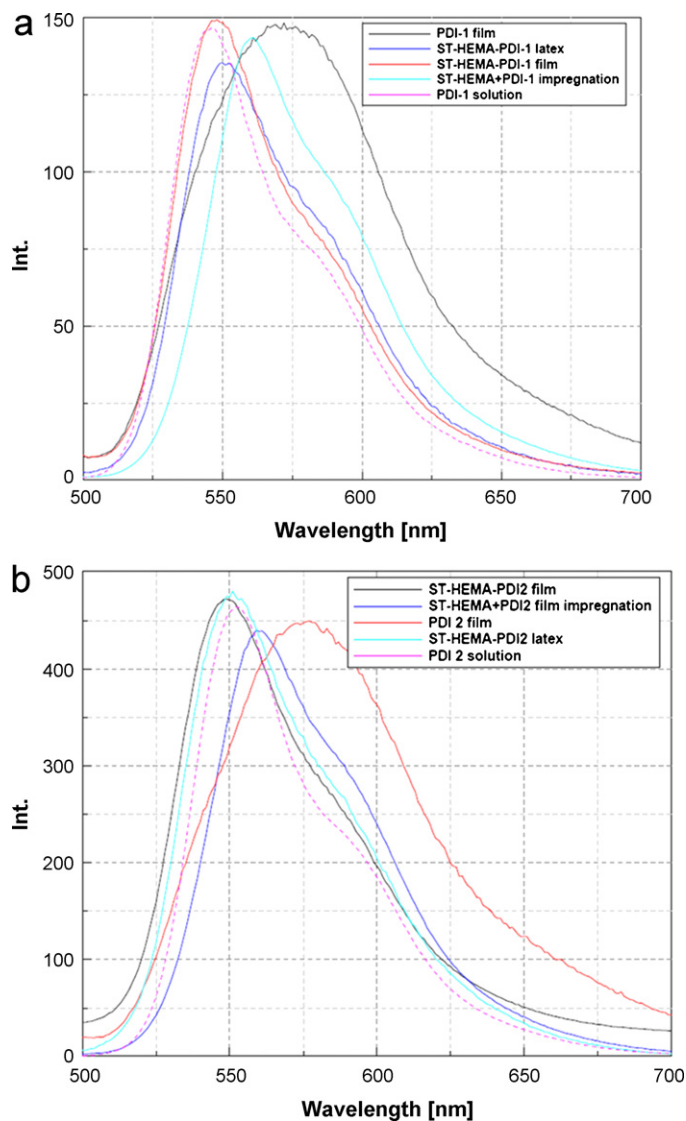 a
150
100
50
0
Int.
PDI-1 film
ST-HEMA-PDI-1 latex
ST-HEMA-PDI-1 film
ST-HEMA+PDI-1 impregnation
PDI-1 solution
500 550 600 650 700
Wavelength [nm]
b
500
400
300
200
100
0
Int.
ST-HEMA-PDI2 film
ST-HEMA+PDI2 film impregnation
PDI 2 film
ST-HEMA-PDI2 latex
PDI 2 solution
500 550 600 650 700
Wavelength [nm]